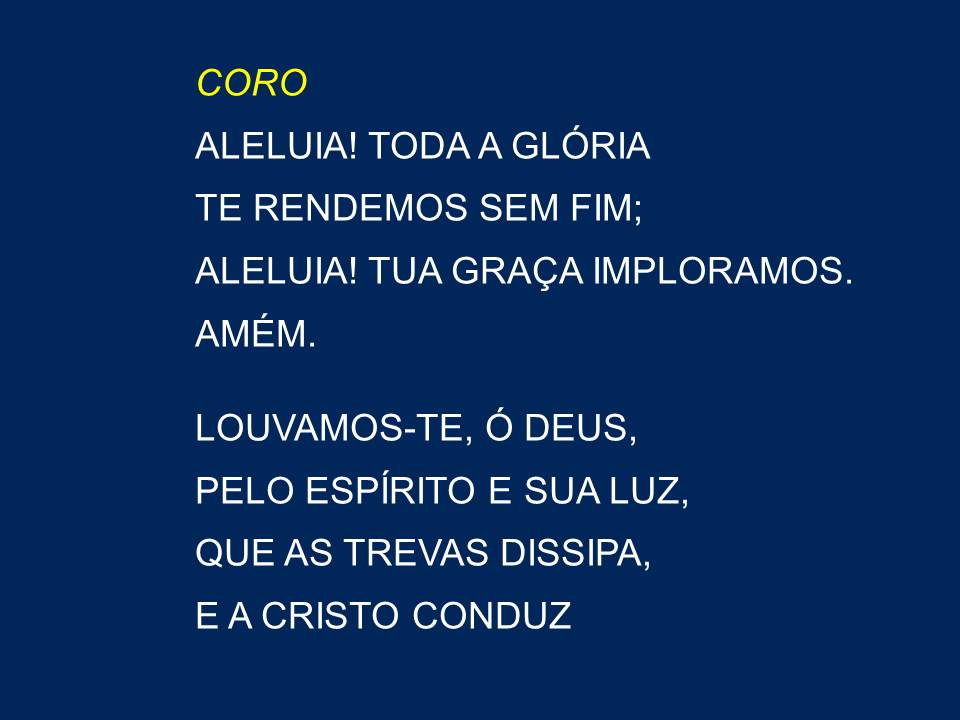 CORO
ALELUIA! TODA A GLÓRIA
TE RENDEMOS SEM FIM;
ALELUIA! TUA GRAÇA IMPLORAMOS.
AMÉM.
LOUVAMOS-TE, Ó DEUS,
PELO ESPÍRITO E SUA LUZ,
QUE AS TREVAS DISSIPA,
E A CRISTO CONDUZ